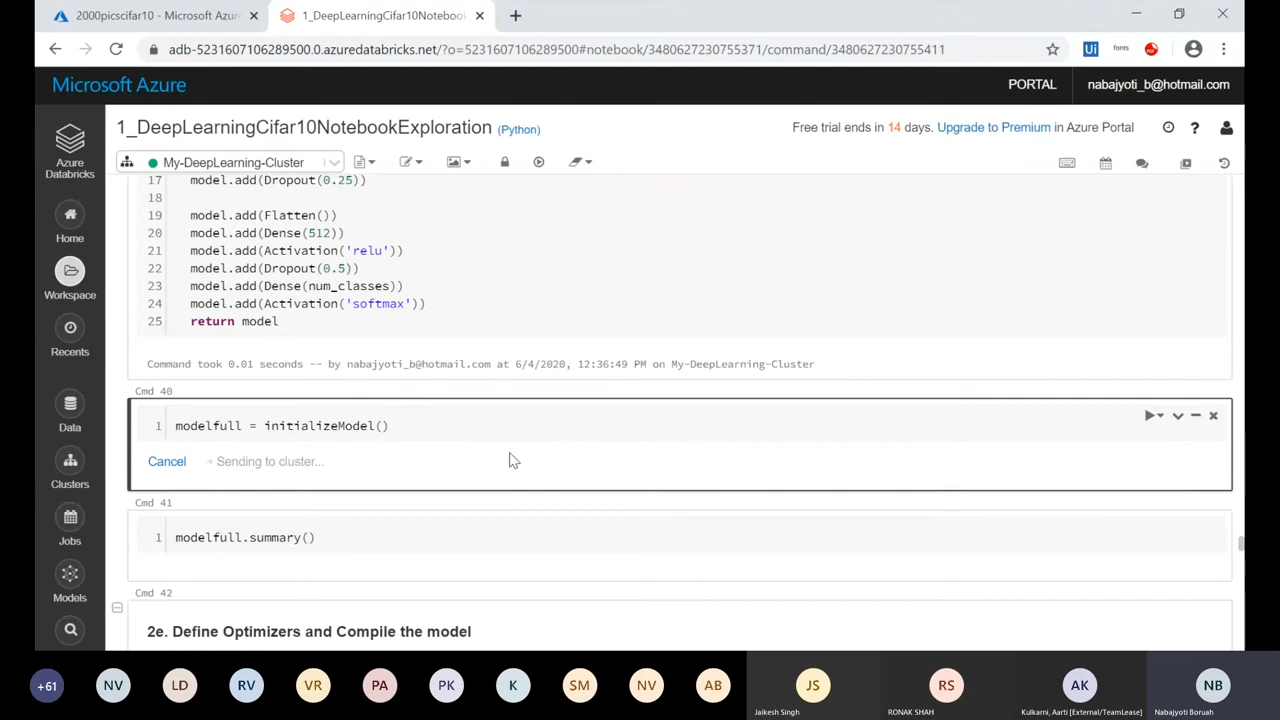 2000picscifar10 - Microsoft Azure
1_DeepLearningCifar10Notebook
adb-5231607106289500.0.azuredatabricks.net/?o=5231607106289500#notebook/3480627230755371/command/3480627230755411
Ui
fonts
Microsoft Azure
PORTAL
nabajyoti_b@hotmail.com
Azure Databricks
Home
Workspace
Recents
Data
Clusters
Jobs
Models
1_DeepLearningCifar10NotebookExploration (Python)
Free trial ends in 14 days. Upgrade to Premium in Azure Portal
My-DeepLearning-Cluster
17 model.add(Dropout(0.25))
18
19 model.add(Flatten())
20 model.add(Dense(512))
21 model.add(Activation('relu'))
22 model.add(Dropout(0.5))
23 model.add(Dense(num_classes))
24 model.add(Activation('softmax'))
25 return model
Command took 0.01 seconds -- by nabajyoti_b@hotmail.com at 6/4/2020, 12:36:49 PM on My-DeepLearning-Cluster
Cmd 40
1 modelfull = initializeModel()
Cancel Sending to cluster...
Cmd 41
1 modelfull.summary()
Cmd 42
2e. Define Optimizers and Compile the model
+61
NV
LD
RV
VR
PA
PK
K
SM
NV
AB
JS
RS
AK
NB
Jaikesh Singh
RONAK SHAH
Kulkarni, Aarti [External/TeamLease]
Nabajyoti Boruah